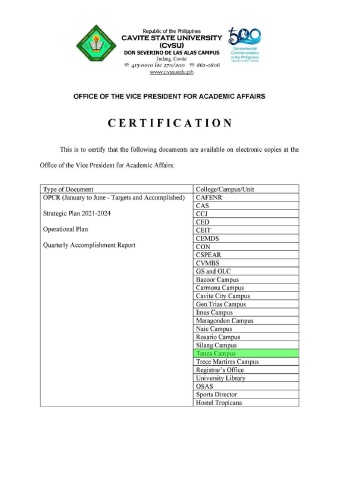 Republic of the Philippines
CAVITE STATE UNIVERSITY
(CvSU)
DON SEVERINO DE LAS ALAS CAMPUS
Indang, Cavite
☎ 415-0010 loc 270/200 ☎ 862-0806
www.cvsu.edu.ph
500
OFFICE OF THE VICE PRESIDENT FOR ACADEMIC AFFAIRS
CERTIFICATION
This is to certify that the following documents are available on electronic copies at the
Office of the Vice President for Academic Affairs:
Type of Document
College/Campus/Unit
OPCR (January to June - Targets and Accomplished)
CAFENR
CAS
Strategic Plan 2021-2024
CCJ
CED
Operational Plan
CEIT
CEMDS
Quarterly Accomplishment Report
CON
CSPEAR
CVMBS
GS and OLC
Bacoor Campus
Carmona Campus
Cavite City Campus
Gen Trias Campus
Imus Campus
Maragondon Campus
Naic Campus
Rosario Campus
Silang Campus
Tanza Campus
Trece Martires Campus
Registrar's Office
University Library
OSAS
Sports Director
Hostel Tropicana